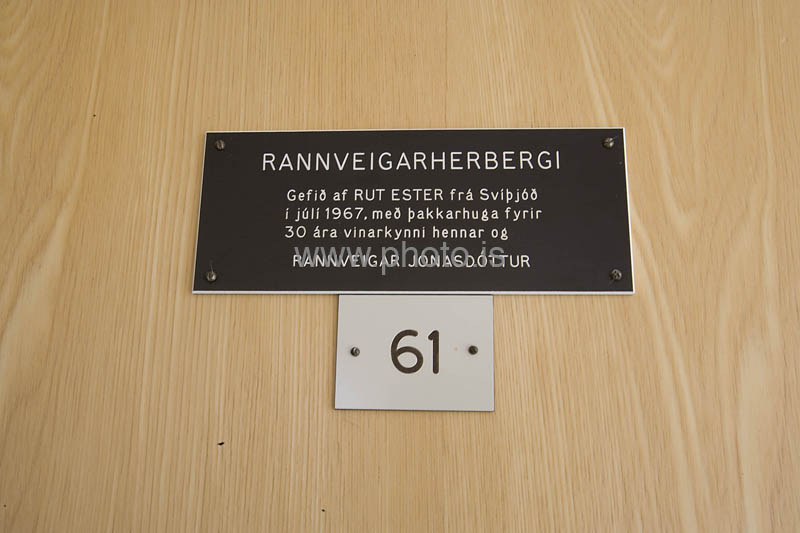 RANNVEIGARHERBERGI
Gefið af RUT ESTER frá Svíþjóð
í júlí 1967, með þakkarhuga fyrir
30 ára vinarkynni hennar og
www.photo.is
RANNVEIGAR JÓNASDÓTTUR
61